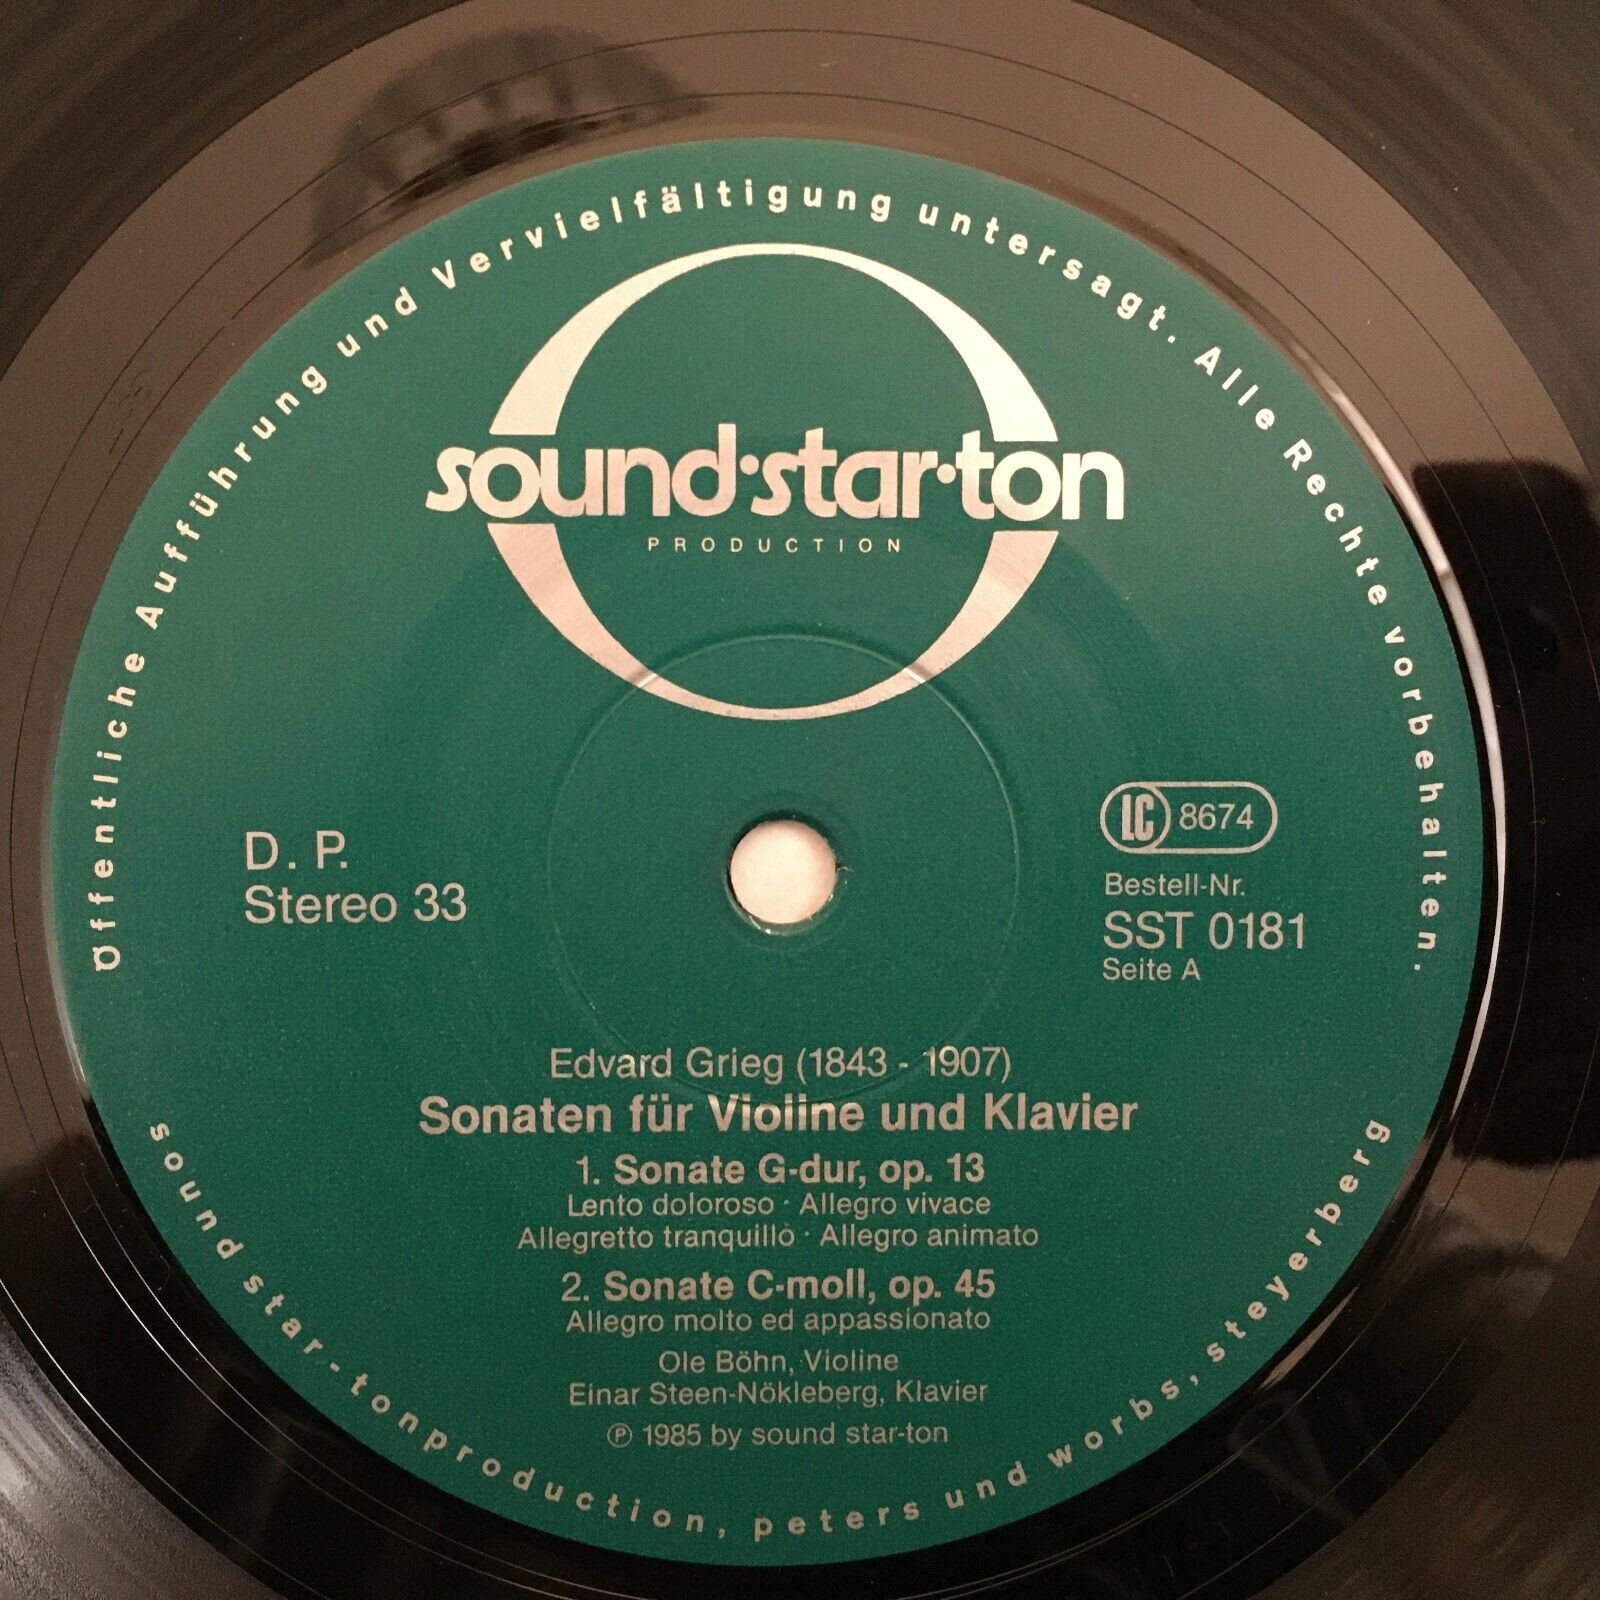 Öffentliche Aufführung und Vervielfältigung untersagt. Alle Rechte vorbehalten.
sound·star·ton
PRODUCTION
D. P.
Stereo 33
LC 8674
Bestell-Nr.
SST 0181
Seite A
Edvard Grieg (1843 - 1907)
Sonaten für Violine und Klavier
1. Sonate G-dur, op. 13
Lento doloroso · Allegro vivace
Allegretto tranquillo · Allegro animato
2. Sonate C-moll, op. 45
Allegro molto ed appassionato
Ole Böhn, Violine
Einar Steen-Nökleberg, Klavier
℗ 1985 by sound star-ton
sound star-tonproduction, peters und worbs, steyerberg